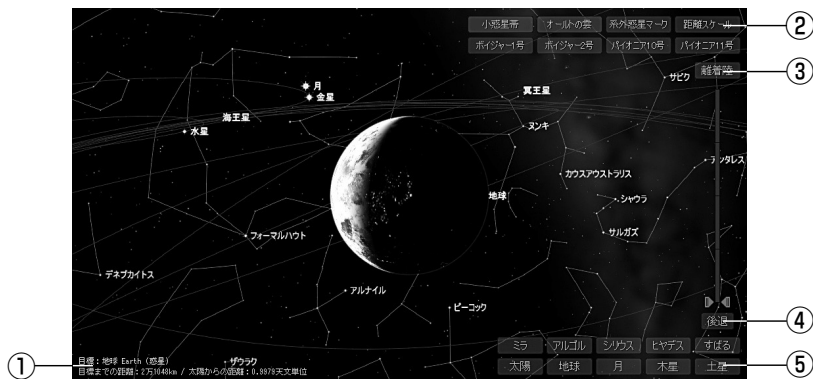 小惑星帯 オールトの雲 系外惑星マーク 距離スケール ②
ボイジャー1号 ボイジャー2号 パイオニア10号 パイオニア11号
離着陸 ③
サビク
月
金星
冥王星
海王星
水星
ヌンキ
アンタレス
カウスアウストラリス
地球
シャウラ
フォーマルハウト
サルガズ
デネブカイトス
アルナイル
ピーコック
後退 ④
ミラ アルゴル シリウス ヒヤデス すばる
① 目標：地球 Earth (惑星)
ザウラク
目標までの距離：2万1048km / 太陽からの距離：0.9979天文単位
太陽 地球 月 木星 土星 ⑤